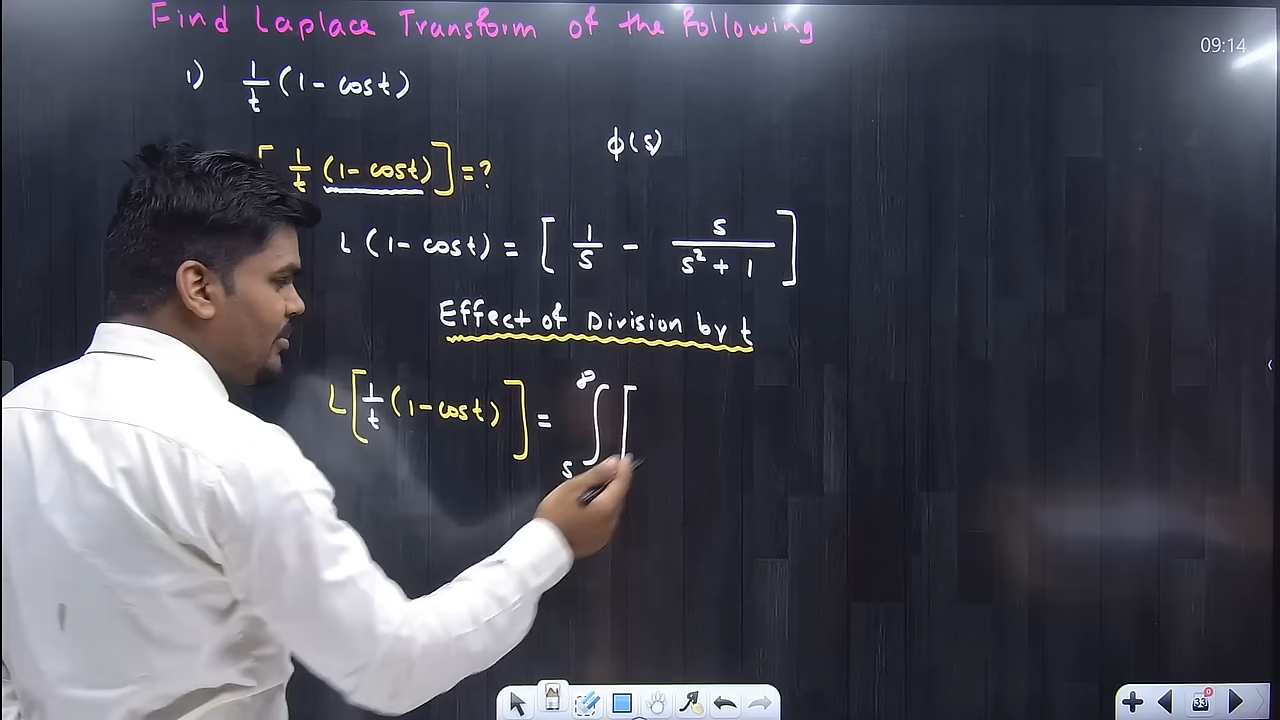 Find Laplace Transform of the following
09:14
1) 1/t (1 - cost)
[ 1/t (1 - cost) ] = ?
φ(s)
L (1 - cost) = [ 1/s - s/(s² + 1) ]
Effect of Division by t
L [ 1/t (1 - cost) ] = ∫ₛ^∞ [
33